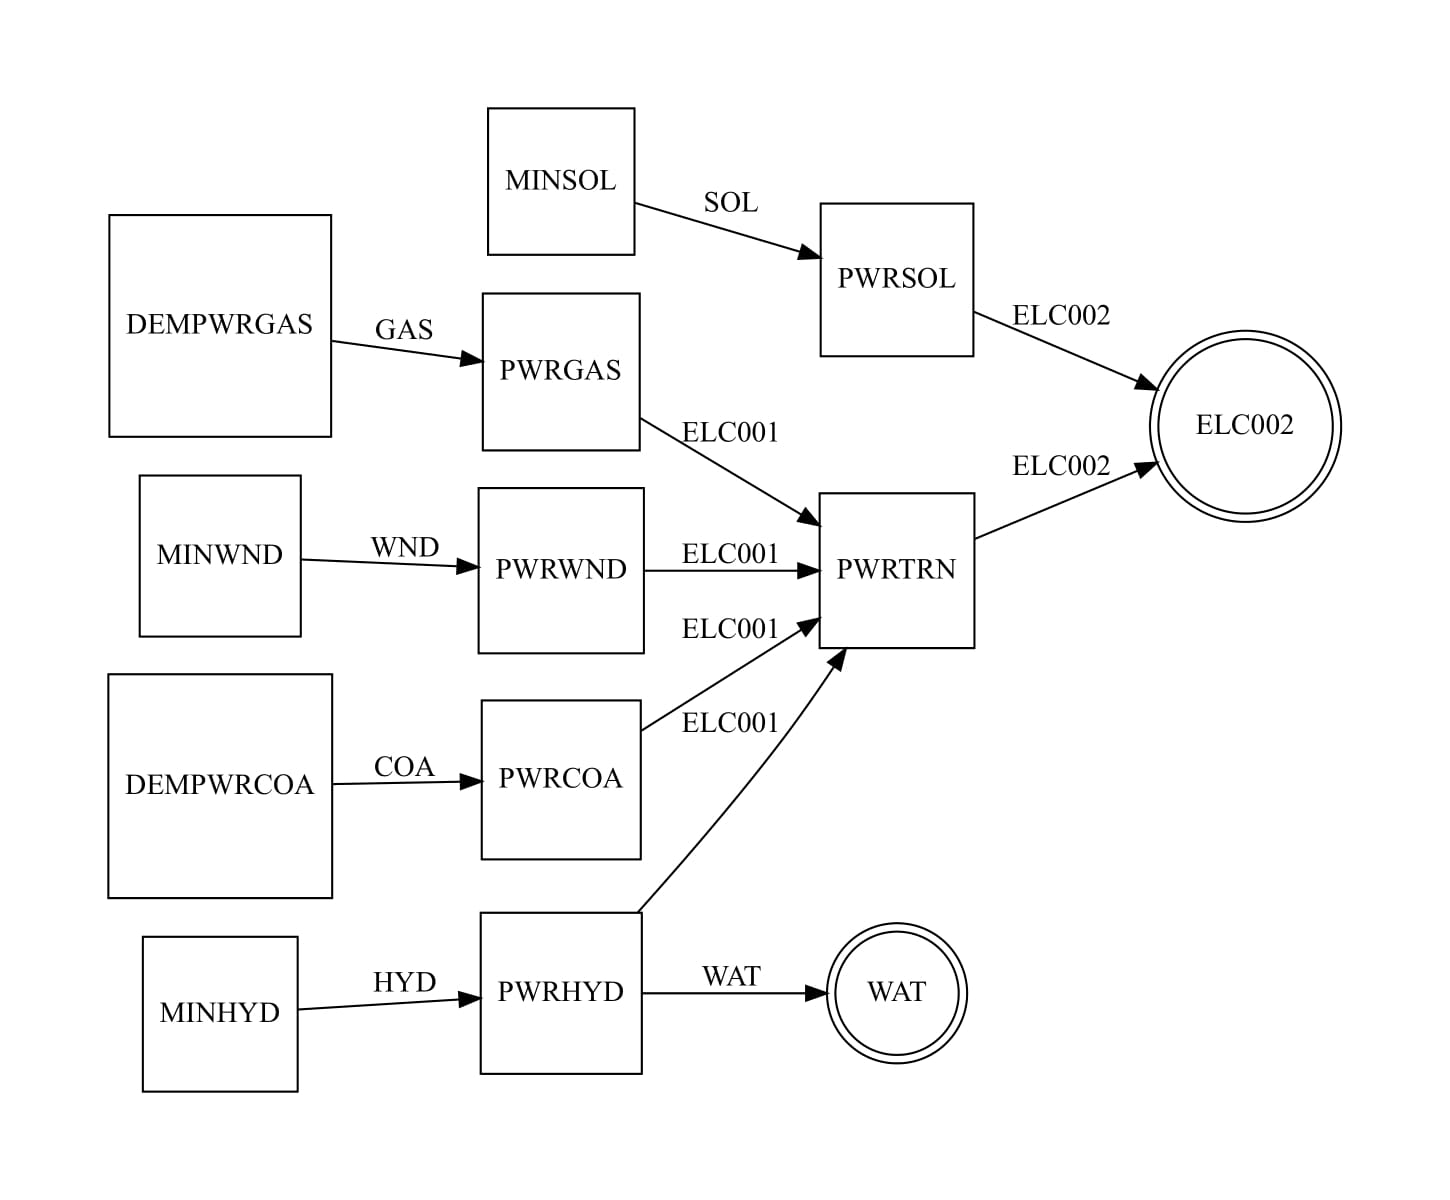 MINSOL
SOL
PWRSOL
ELC002
DEMPWRGAS
GAS
PWRGAS
ELC001
ELC002
ELC002
MINWND
WND
PWRWND
ELC001
PWRTRN
ELC001
DEMPWRCOA
COA
PWRCOA
ELC001
MINHYD
HYD
PWRHYD
WAT
WAT